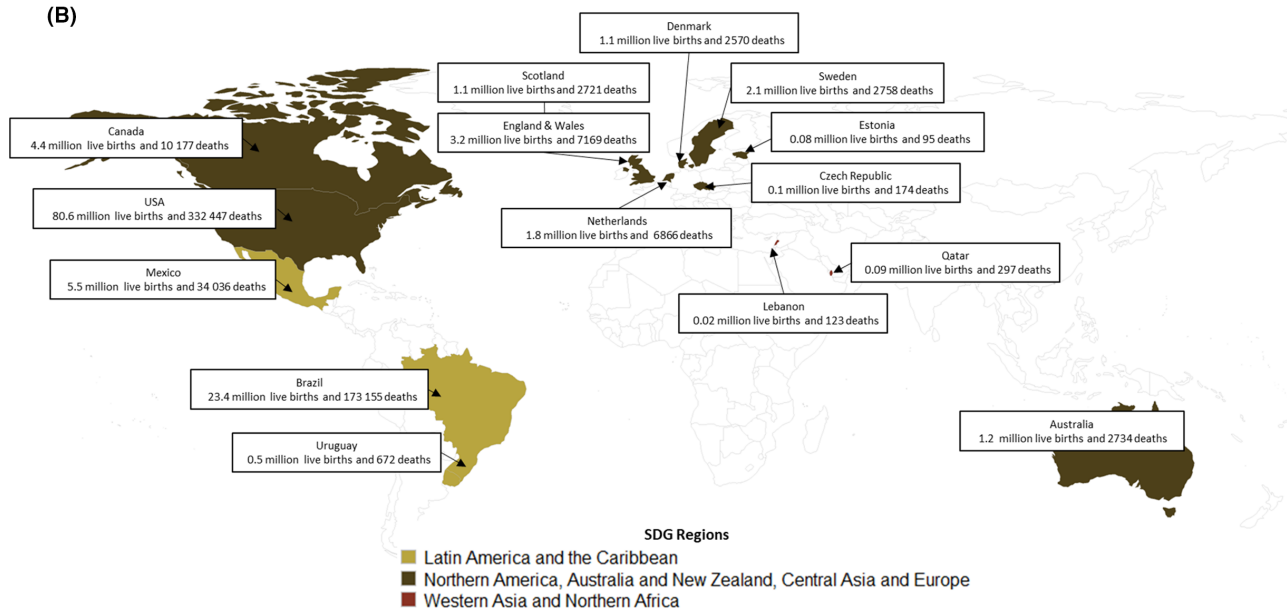 (B)
Denmark
1.1 million live births and 2570 deaths
Scotland
1.1 million live births and 2721 deaths
Sweden
2.1 million live births and 2758 deaths
Canada
4.4 million live births and 10 177 deaths
England & Wales
3.2 million live births and 7169 deaths
Estonia
0.08 million live births and 95 deaths
Czech Republic
0.1 million live births and 174 deaths
USA
80.6 million live births and 332 447 deaths
Netherlands
1.8 million live births and 6866 deaths
Qatar
0.09 million live births and 297 deaths
Mexico
5.5 million live births and 34 036 deaths
Lebanon
0.02 million live births and 123 deaths
Brazil
23.4 million live births and 173 155 deaths
Australia
1.2 million live births and 2734 deaths
Uruguay
0.5 million live births and 672 deaths
SDG Regions
Latin America and the Caribbean
Northern America, Australia and New Zealand, Central Asia and Europe
Western Asia and Northern Africa